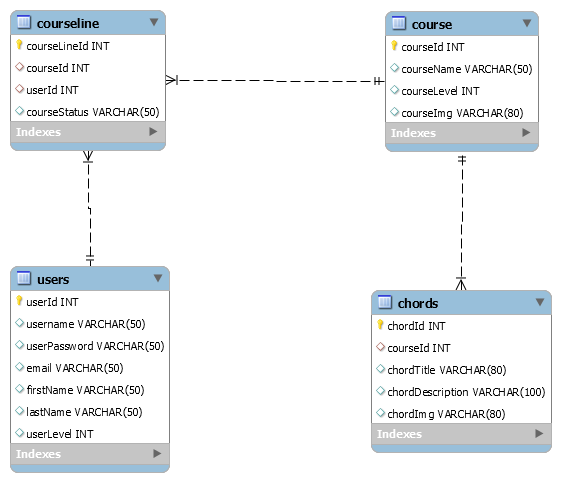 courseline
courseLineId INT
courseId INT
userId INT
courseStatus VARCHAR(50)
Indexes
course
courseId INT
courseName VARCHAR(50)
courseLevel INT
courseImg VARCHAR(80)
Indexes
users
userId INT
username VARCHAR(50)
userPassword VARCHAR(50)
email VARCHAR(50)
firstName VARCHAR(50)
lastName VARCHAR(50)
userLevel INT
Indexes
chords
chordId INT
courseId INT
chordTitle VARCHAR(80)
chordDescription VARCHAR(100)
chordImg VARCHAR(80)
Indexes